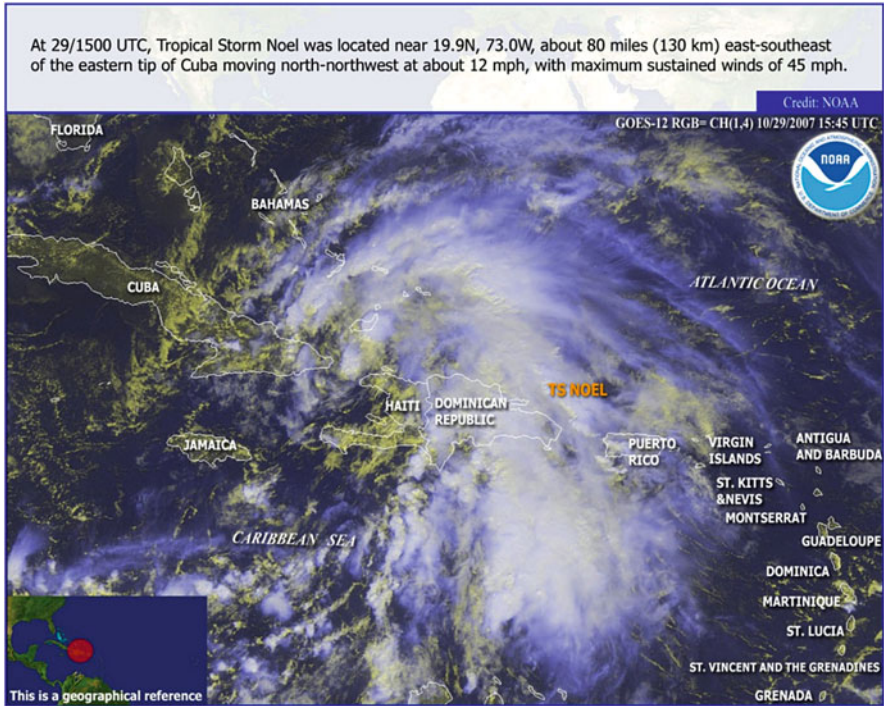 At 29/1500 UTC, Tropical Storm Noel was located near 19.9N, 73.0W, about 80 miles (130 km) east-southeast
of the eastern tip of Cuba moving north-northwest at about 12 mph, with maximum sustained winds of 45 mph.
Credit: NOAA
GOES-12 RGB= CH(1,4) 10/29/2007 15:45 UTC
FLORIDA
NOAA
BAHAMAS
ATLANTIC OCEAN
CUBA
TS NOEL
HAITI
DOMINICAN
REPUBLIC
JAMAICA
PUERTO
RICO
VIRGIN
ISLANDS
ANTIGUA
AND BARBUDA
ST. KITTS
&NEVIS
MONTSERRAT
CARIBBEAN SEA
GUADELOUPE
DOMINICA
MARTINIQUE
ST. LUCIA
ST. VINCENT AND THE GRENADINES
GRENADA
This is a geographical reference